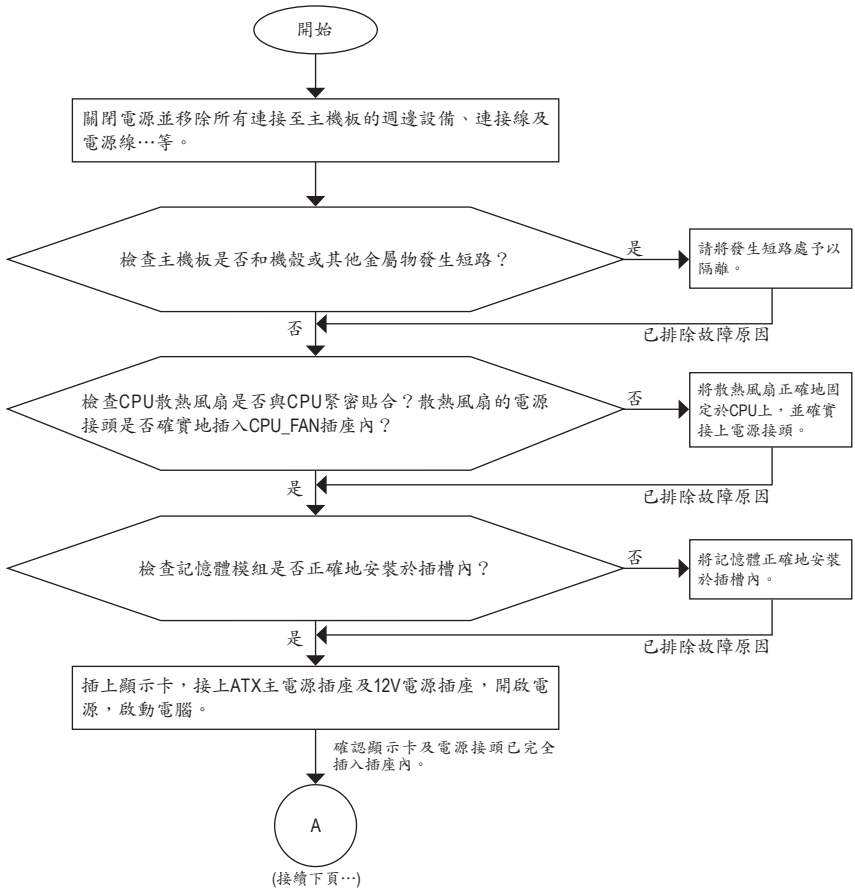 開始
關閉電源並移除所有連接至主機板的週邊設備、連接線及
電源線…等。
檢查主機板是否和機殼或其他金屬物發生短路？
是
請將發生短路處予以
隔離。
否
已排除故障原因
檢查CPU散熱風扇是否與CPU緊密貼合？散熱風扇的電源
接頭是否確實地插入CPU_FAN插座內？
否
將散熱風扇正確地固
定於CPU上，並確實
接上電源接頭。
是
已排除故障原因
檢查記憶體模組是否正確地安裝於插槽內？
否
將記憶體正確地安裝
於插槽內。
是
已排除故障原因
插上顯示卡，接上ATX主電源插座及12V電源插座，開啟電
源，啟動電腦。
確認顯示卡及電源接頭已完全
插入插座內。
A
(接續下頁…)